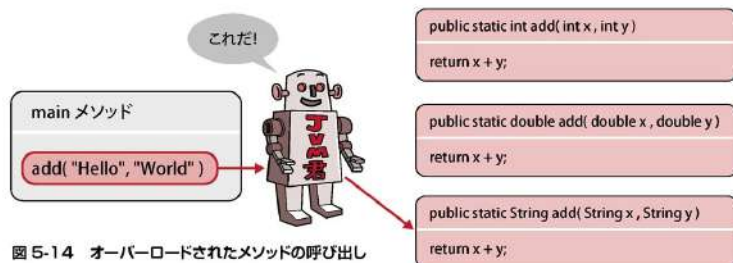 これだ!
main メソッド
add( "Hello", "World" )
JVM君
public static int add( int x , int y )
return x + y;
public static double add( double x , double y )
return x + y;
public static String add( String x , String y )
return x + y;
図 5-14 オーバーロードされたメソッドの呼び出し